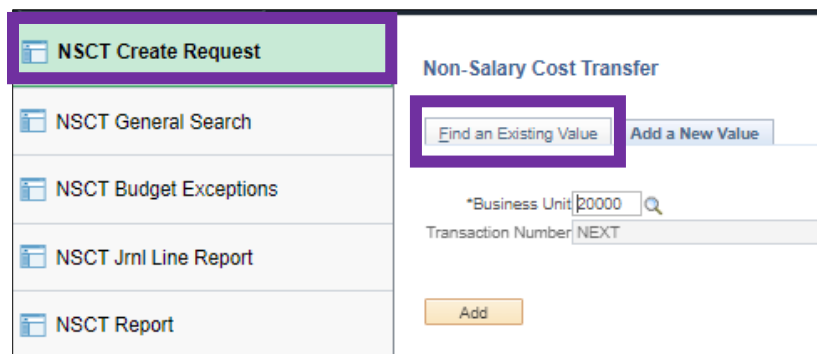 NSCT Create Request
NSCT General Search
NSCT Budget Exceptions
NSCT Jrnl Line Report
NSCT Report
Non-Salary Cost Transfer
Find an Existing Value
Add a New Value
*Business Unit 20000
Transaction Number NEXT
Add